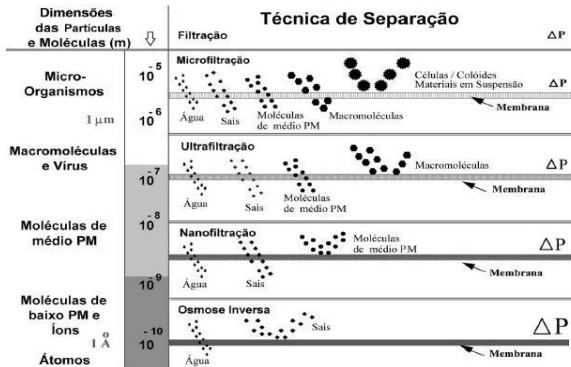 Dimensões
das Partículas
e Moléculas (m)
Técnica de Separação
Filtração
ΔP
Micro-
Organismos
1 μm
10 -5
10 -6
Microfiltração
Água
Sais
Moléculas
de médio PM
Macromoléculas
Células / Colóides
Materiais em Suspensão
ΔP
Membrana
Macromoléculas
e Vírus
10 -7
Ultrafiltração
Água
Sais
Moléculas
de médio PM
Macromoléculas
ΔP
Membrana
Moléculas de
médio PM
10 -8
10 -9
Nanofiltração
Água
Sais
Moléculas
de médio PM
ΔP
Membrana
Moléculas de
baixo PM e
Íons
1 Å
Átomos
10 -10
Osmose Inversa
Água
Sais
ΔP
Membrana